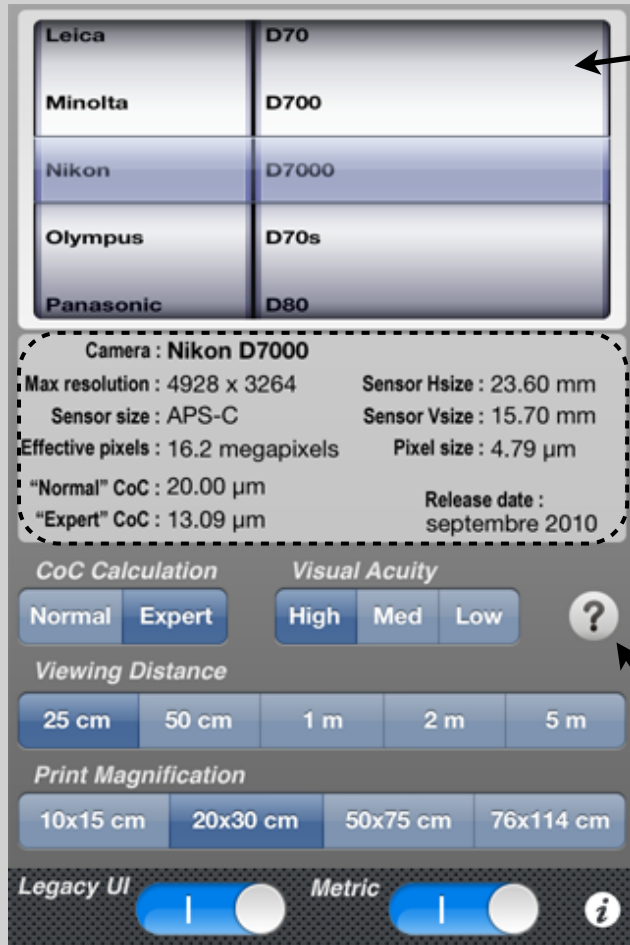 Leica D70
Minolta D700
Nikon D7000
Olympus D70s
Panasonic D80
Camera : Nikon D7000
Max resolution : 4928 x 3264 Sensor Hsize : 23.60 mm
Sensor size : APS-C Sensor Vsize : 15.70 mm
Effective pixels : 16.2 megapixels Pixel size : 4.79 µm
“Normal” CoC : 20.00 µm
Release date :
“Expert” CoC : 13.09 µm septembre 2010
CoC Calculation Visual Acuity
Normal Expert High Med Low ?
Viewing Distance
25 cm 50 cm 1 m 2 m 5 m
Print Magnification
10x15 cm 20x30 cm 50x75 cm 76x114 cm
Legacy UI Metric i